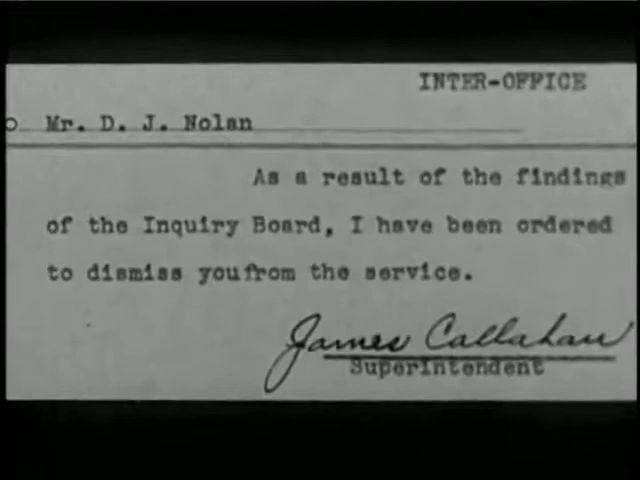 INTER-OFFICE
o Mr. D. J. Nolan
As a result of the findings
of the Inquiry Board, I have been ordered
to dismiss youfrom the service.
James Callahan
Superintendent